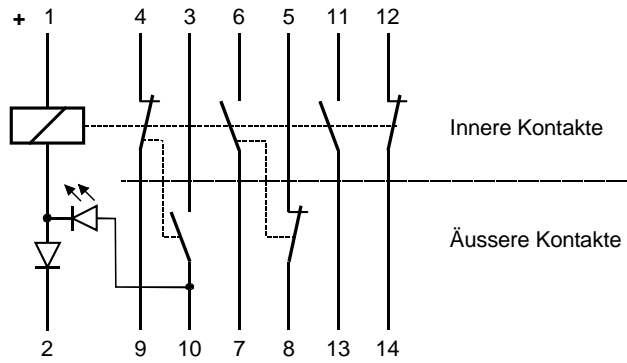 + 1 4 3 6 5 11 12
Innere Kontakte
Äussere Kontakte
2 9 10 7 8 13 14